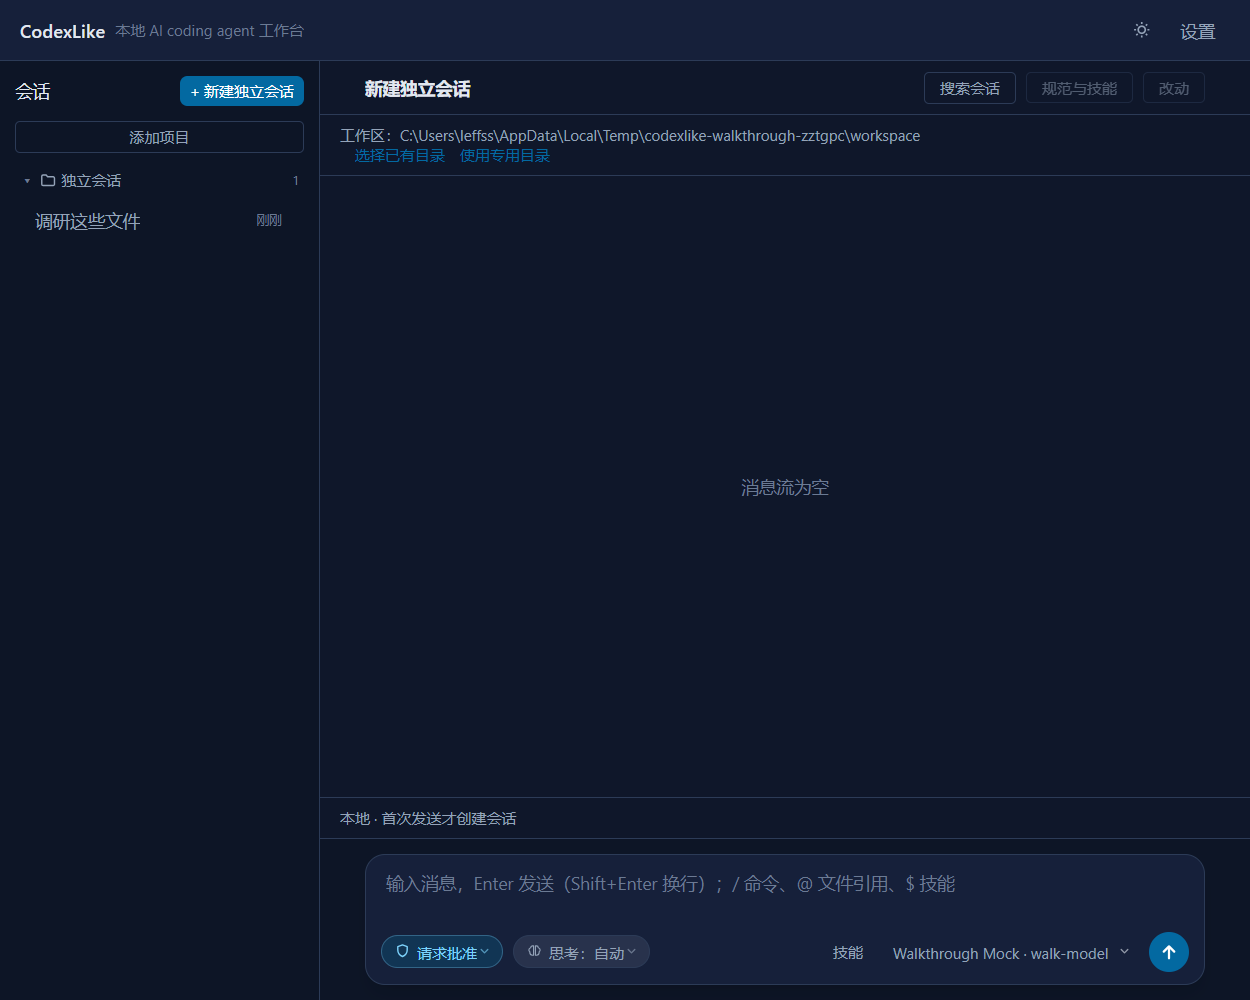 CodexLike 本地 AI coding agent 工作台
设置
会话
+ 新建独立会话
添加项目
独立会话 1
调研这些文件 刚刚
新建独立会话
搜索会话 规范与技能 改动
工作区：C:\Users\leffss\AppData\Local\Temp\codexlike-walkthrough-zztgpc\workspace
选择已有目录 使用专用目录
消息流为空
本地 · 首次发送才创建会话
输入消息，Enter 发送（Shift+Enter 换行）；/ 命令、@ 文件引用、$ 技能
请求批准 思考：自动 技能 Walkthrough Mock · walk-model